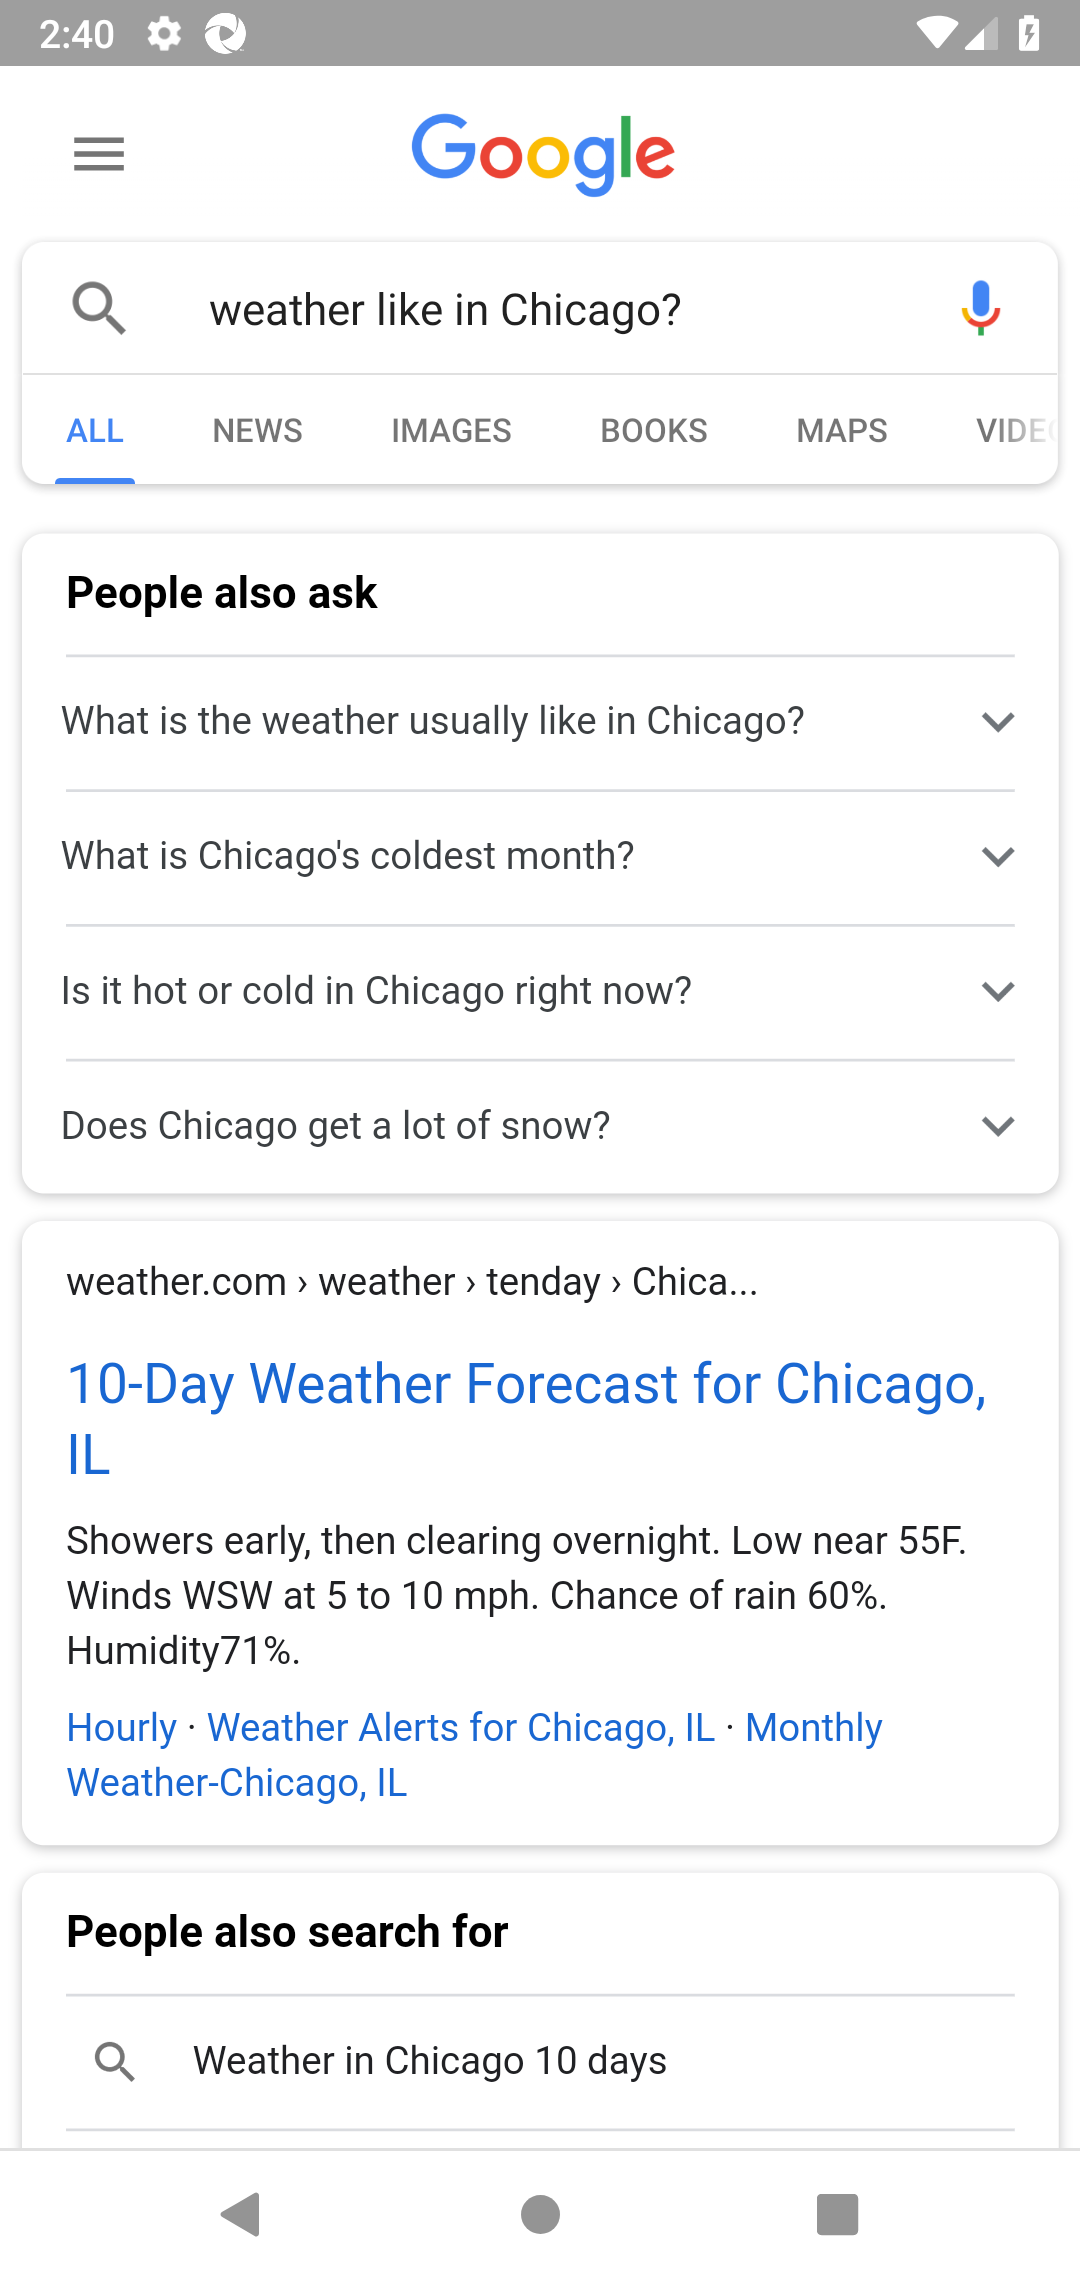 2:40
Google
weather like in Chicago?
ALL NEWS IMAGES BOOKS MAPS
People also ask
What is the weather usually like in Chicago?
What is Chicago's coldest month?
Is it hot or cold in Chicago right now?
Does Chicago get a lot of snow?
weather.com › weather › tenday › Chica...
10-Day Weather Forecast for Chicago,
IL
Showers early, then clearing overnight. Low near 55F.
Winds WSW at 5 to 10 mph. Chance of rain 60%.
Humidity71%.
Hourly · Weather Alerts for Chicago, IL · Monthly
Weather-Chicago, IL
People also search for
Weather in Chicago 10 days